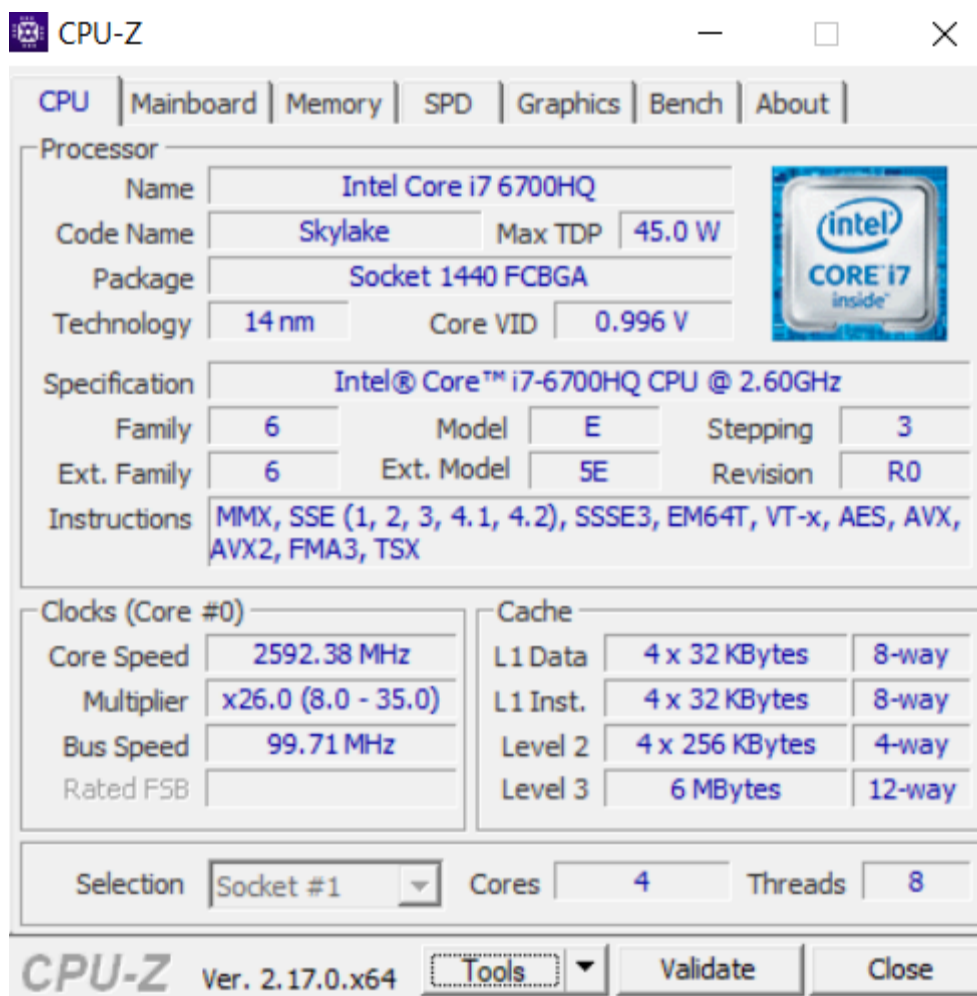 CPU-Z
CPU Mainboard Memory SPD Graphics Bench About
Processor
Name Intel Core i7 6700HQ
Code Name Skylake Max TDP 45.0 W
Package Socket 1440 FCBGA
Technology 14 nm Core VID 0.996 V
intel
CORE i7
inside™
Specification Intel® Core™ i7-6700HQ CPU @ 2.60GHz
Family 6 Model E Stepping 3
Ext. Family 6 Ext. Model 5E Revision R0
Instructions MMX, SSE (1, 2, 3, 4.1, 4.2), SSSE3, EM64T, VT-x, AES, AVX,
AVX2, FMA3, TSX
Clocks (Core #0)
Core Speed 2592.38 MHz
Multiplier x26.0 (8.0 - 35.0)
Bus Speed 99.71 MHz
Rated FSB
Cache
L1 Data 4 x 32 KBytes 8-way
L1 Inst. 4 x 32 KBytes 8-way
Level 2 4 x 256 KBytes 4-way
Level 3 6 MBytes 12-way
Selection Socket #1 Cores 4 Threads 8
CPU-Z Ver. 2.17.0.x64 Tools Validate Close